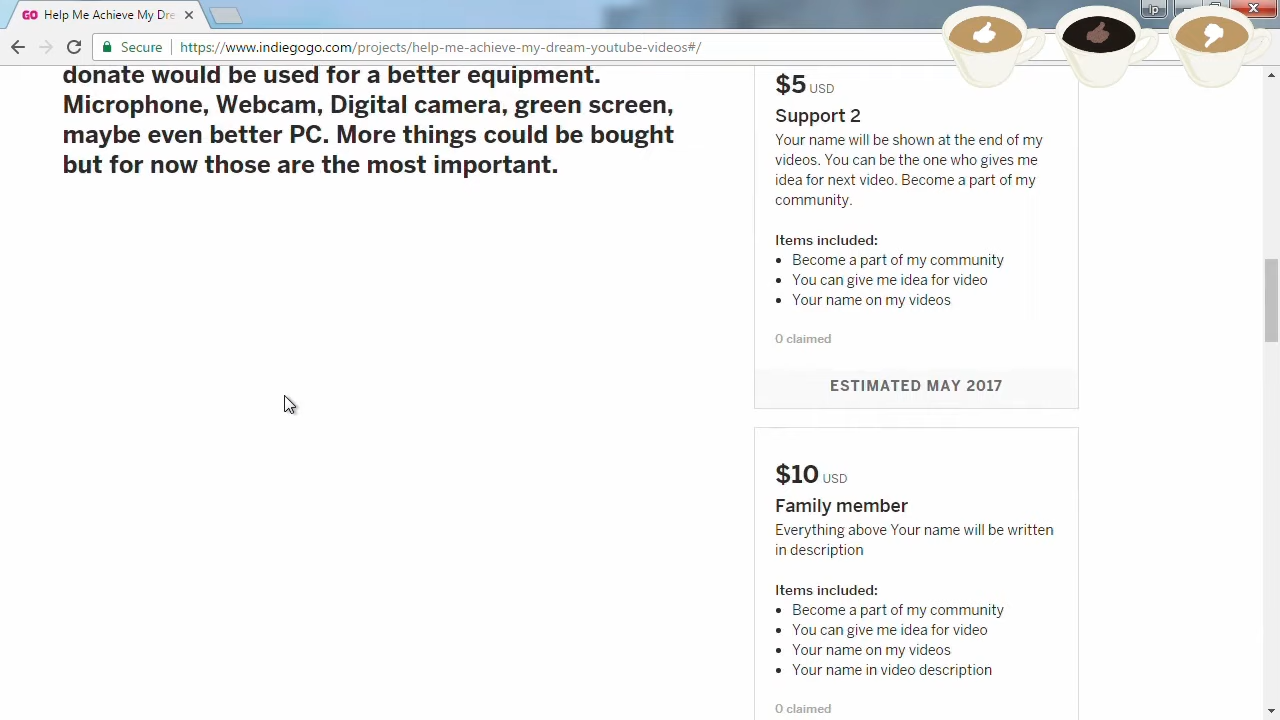 GO Help Me Achieve My Dre
lp
Secure
https://www.indiegogo.com/projects/help-me-achieve-my-dream-youtube-videos#/
donate would be used for a better equipment.
Microphone, Webcam, Digital camera, green screen,
maybe even better PC. More things could be bought
but for now those are the most important.
$5 USD
Support 2
Your name will be shown at the end of my
videos. You can be the one who gives me
idea for next video. Become a part of my
community.
Items included:
• Become a part of my community
• You can give me idea for video
• Your name on my videos
0 claimed
ESTIMATED MAY 2017
$10 USD
Family member
Everything above Your name will be written
in description
Items included:
• Become a part of my community
• You can give me idea for video
• Your name on my videos
• Your name in video description
0 claimed